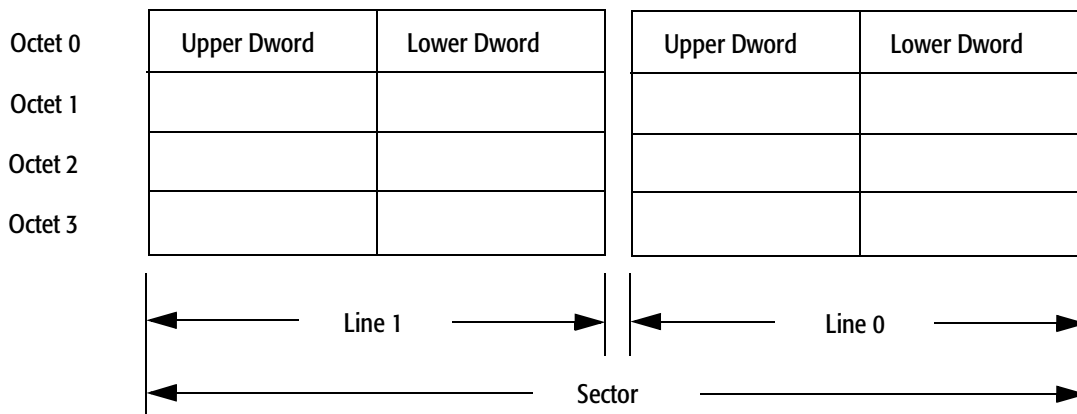 Octet 0 Upper Dword Lower Dword Upper Dword Lower Dword
Octet 1
Octet 2
Octet 3
Line 1 Line 0
Sector